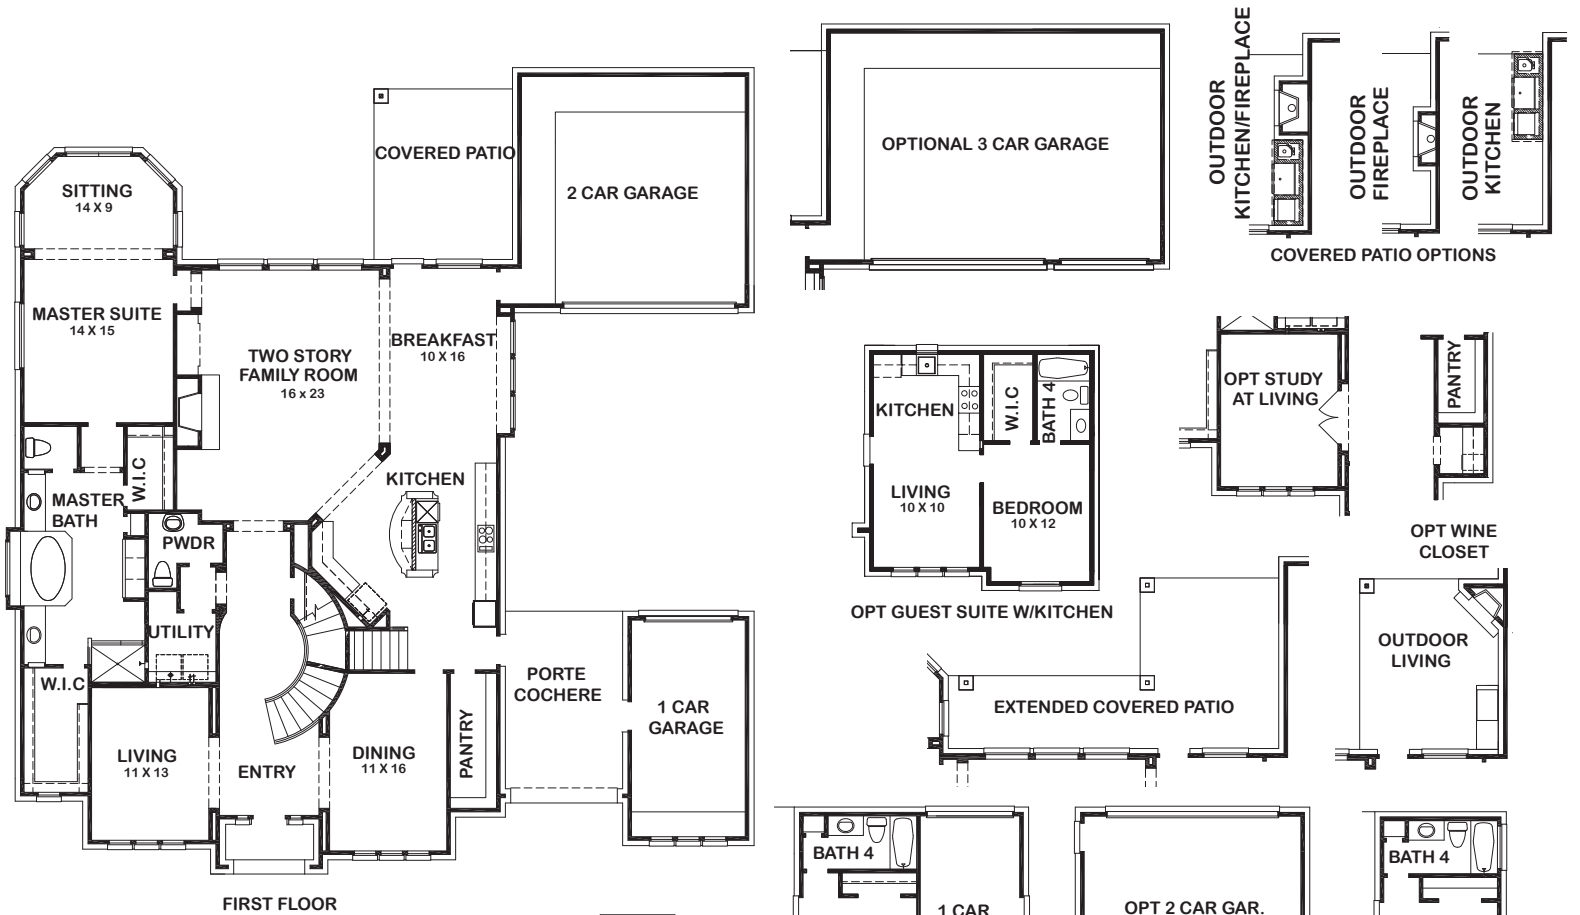 COVERED PATIO
2 CAR GARAGE
SITTING
14 X 9
MASTER SUITE
14 X 15
TWO STORY
FAMILY ROOM
16 x 23
BREAKFAST
10 X 16
KITCHEN
W.I.C
MASTER
BATH
PWDR
UTILITY
W.I.C
LIVING
11 X 13
ENTRY
DINING
11 X 16
PANTRY
PORTE
COCHERE
1 CAR
GARAGE
FIRST FLOOR
OPTIONAL 3 CAR GARAGE
OUTDOOR
KITCHEN/FIREPLACE
OUTDOOR
FIREPLACE
OUTDOOR
KITCHEN
COVERED PATIO OPTIONS
KITCHEN
W.I.C
BATH 4
LIVING
10 X 10
BEDROOM
10 X 12
OPT GUEST SUITE W/KITCHEN
OPT STUDY
AT LIVING
PANTRY
OPT WINE
CLOSET
EXTENDED COVERED PATIO
OUTDOOR
LIVING
BATH 4
1 CAR
OPT 2 CAR GAR.
BATH 4